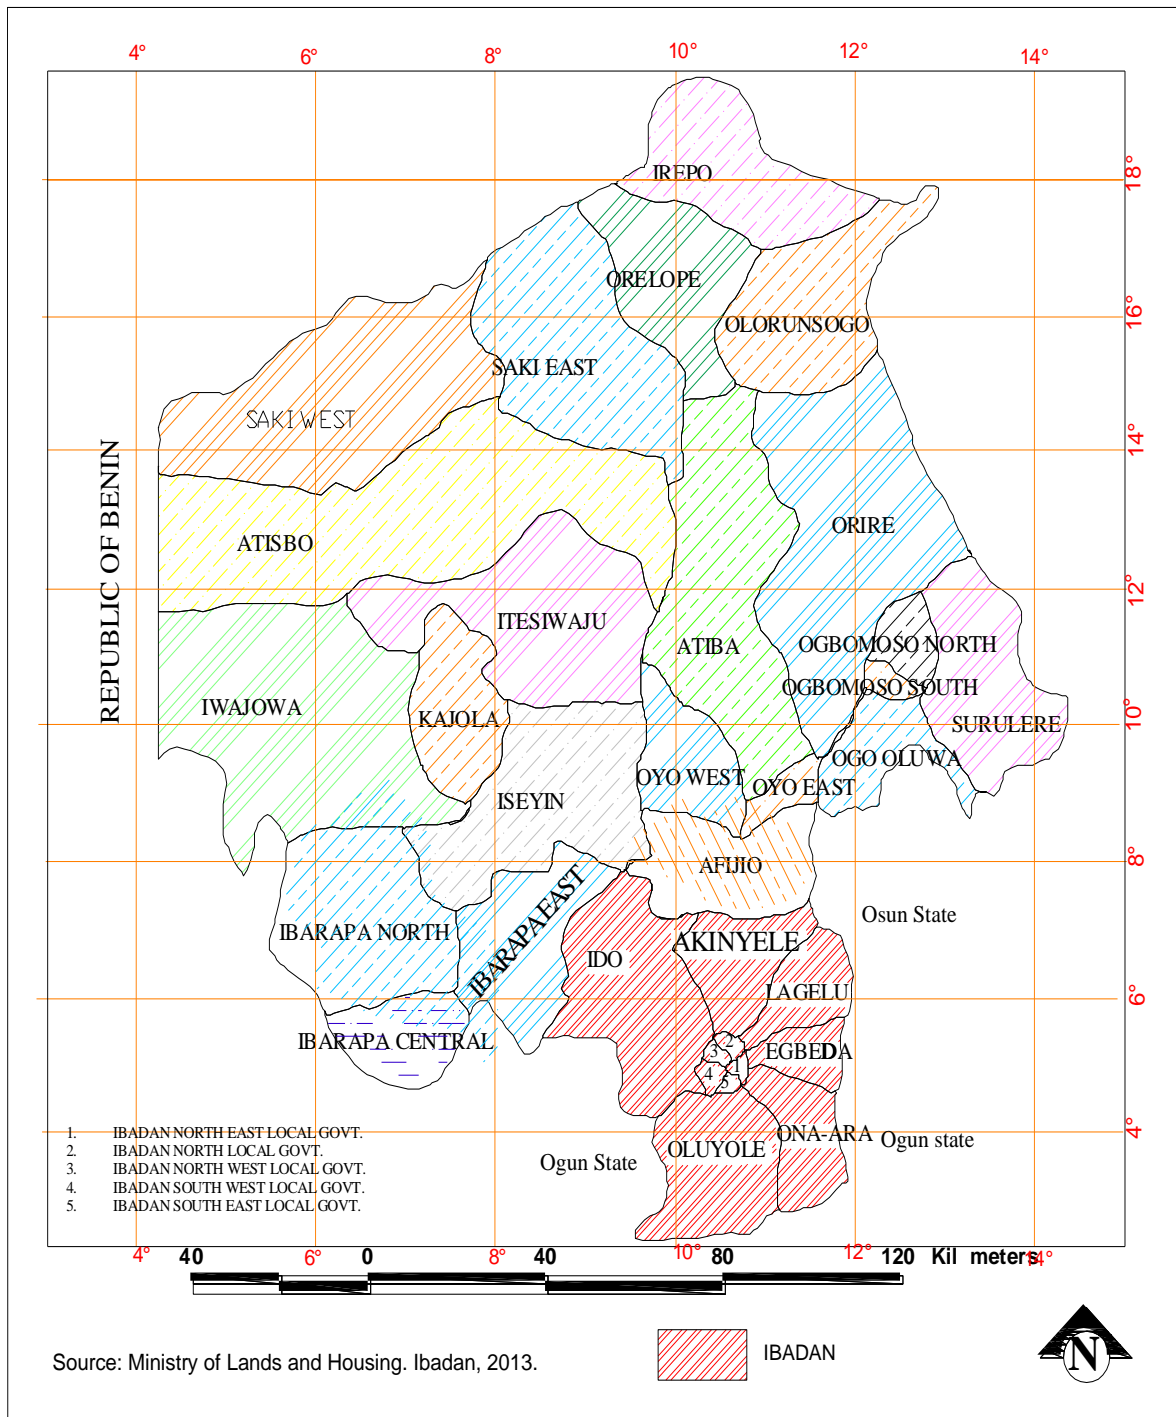 4° 6° 8° 10° 12° 14°
IREPO
18°
ORELOPE
16°
OLORUNSOGO
SAKI EAST
SAKI WEST
14°
REPUBLIC OF BENIN
ATISBO
ORIRE
12°
ITESIWAJU
ATIBA
OGBOMOSO NORTH
OGBOMOSO SOUTH
IWAJOWA
KAJOLA
SURULERE
10°
OGO OLUWA
OYO WEST
OYO EAST
ISEYIN
AFIJIO
8°
IBARAPA EAST
Osun State
IBARAPA NORTH
IDO
AKINYELE
LAGELU
6°
IBARAPA CENTRAL
EGBEDA
2
3
1
4
5
4°
ONA-ARA
Ogun state
OLUYOLE
Ogun State
1. IBADAN NORTH EAST LOCAL GOVT.
2. IBADAN NORTH LOCAL GOVT.
3. IBADAN NORTH WEST LOCAL GOVT.
4. IBADAN SOUTH WEST LOCAL GOVT.
5. IBADAN SOUTH EAST LOCAL GOVT.
4° 6° 8° 10° 12° 14°
40 0 40 80 120 Kil meters
IBADAN
N
Source: Ministry of Lands and Housing. Ibadan, 2013.